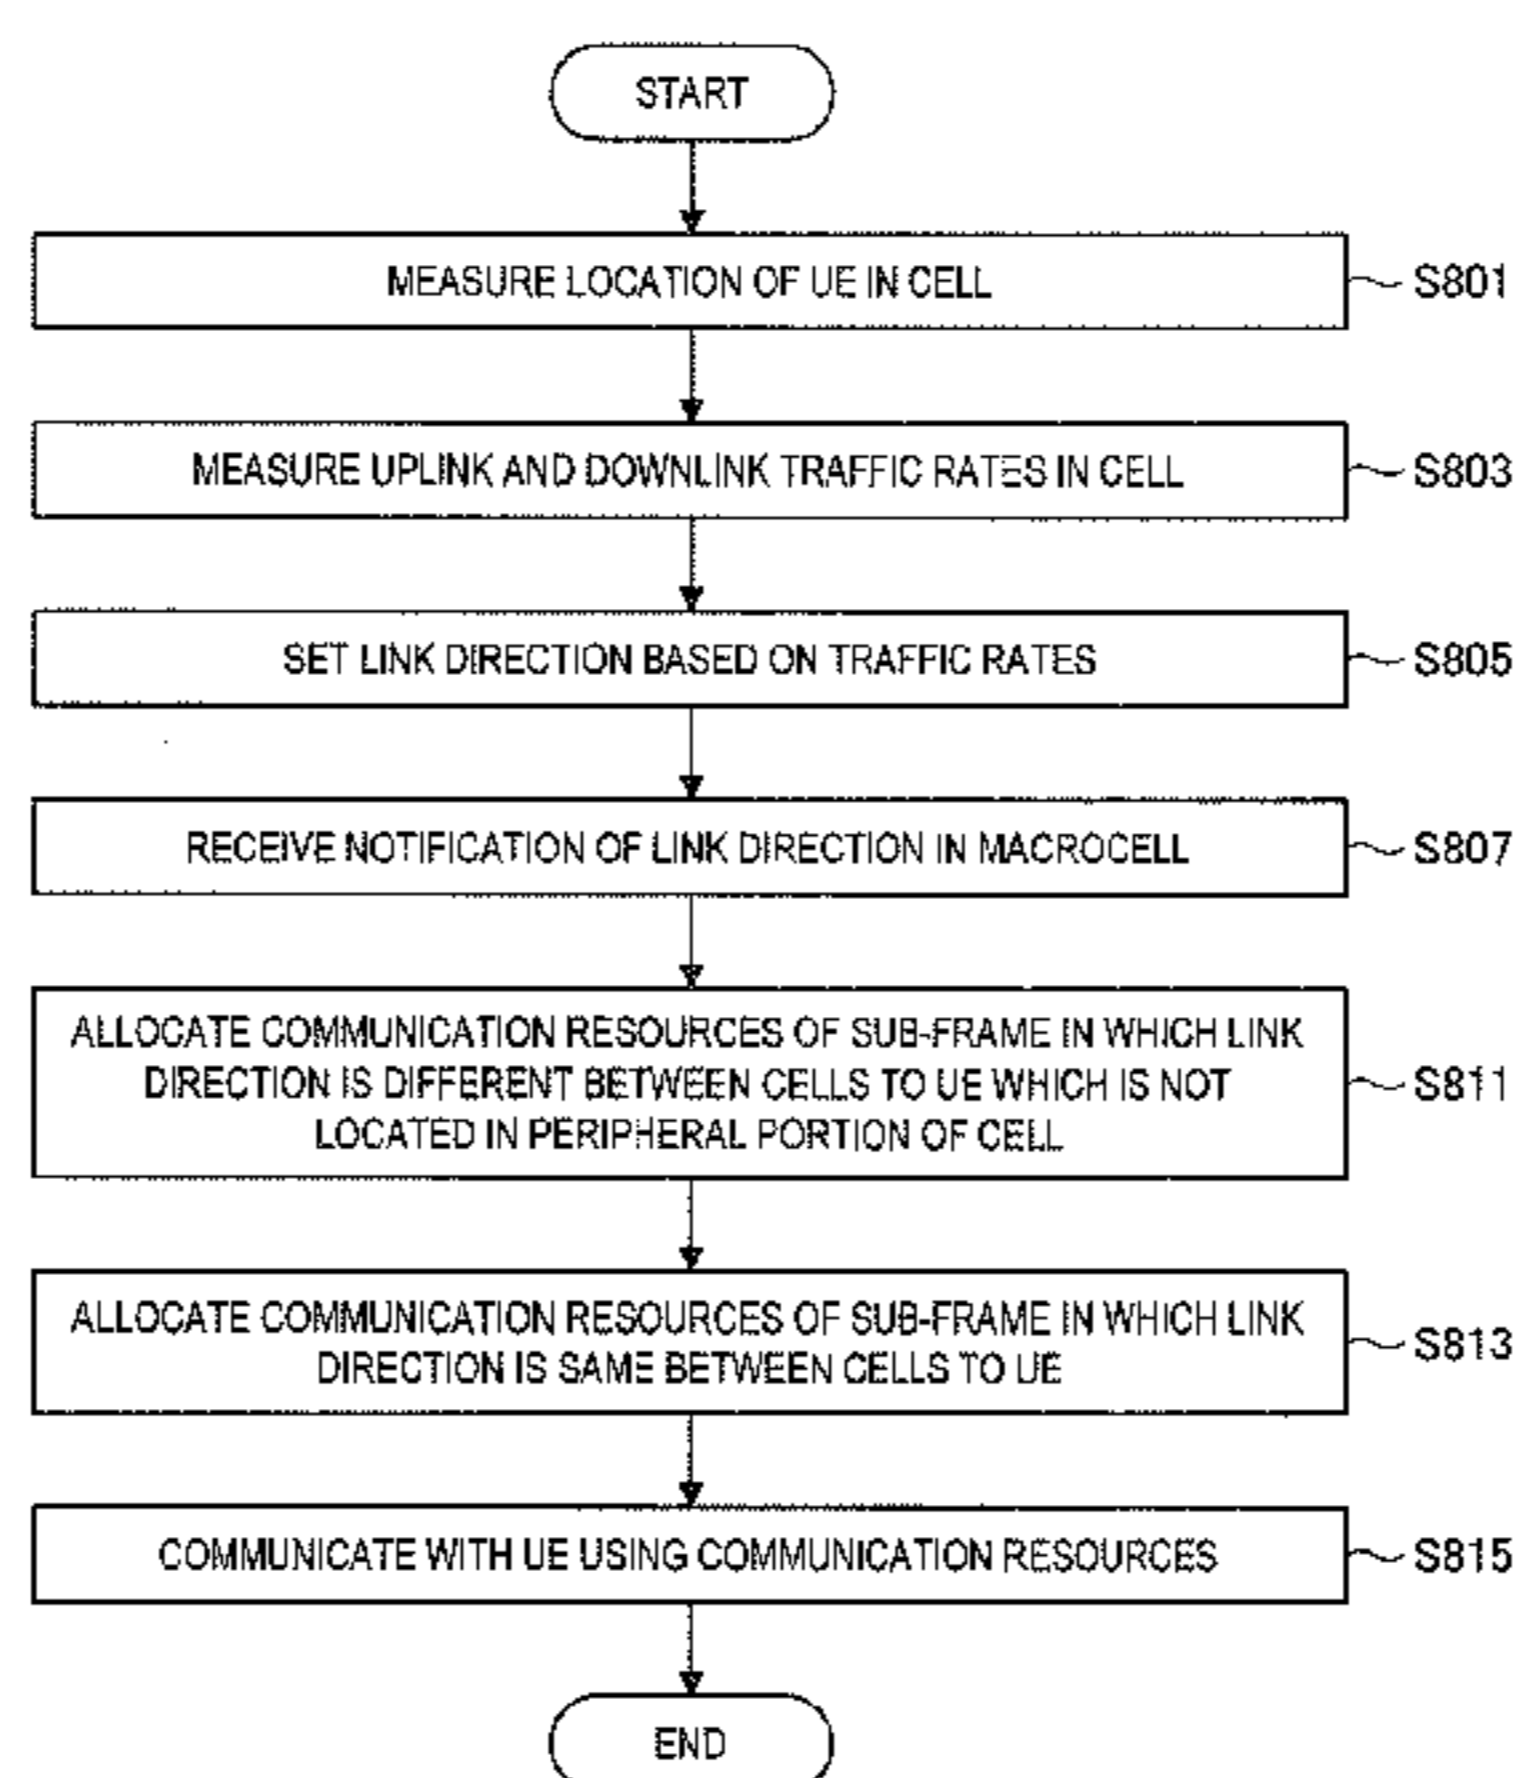 START
MEASURE LOCATION OF UE IN CELL
S801
MEASURE UPLINK AND DOWNLINK TRAFFIC RATES IN CELL
S803
SET LINK DIRECTION BASED ON TRAFFIC RATES
S805
RECEIVE NOTIFICATION OF LINK DIRECTION IN MACROCELL
S807
ALLOCATE COMMUNICATION RESOURCES OF SUB-FRAME IN WHICH LINK
DIRECTION IS DIFFERENT BETWEEN CELLS TO UE WHICH IS NOT
LOCATED IN PERIPHERAL PORTION OF CELL
S811
ALLOCATE COMMUNICATION RESOURCES OF SUB-FRAME IN WHICH LINK
DIRECTION IS SAME BETWEEN CELLS TO UE
S813
COMMUNICATE WITH UE USING COMMUNICATION RESOURCES
S815
END